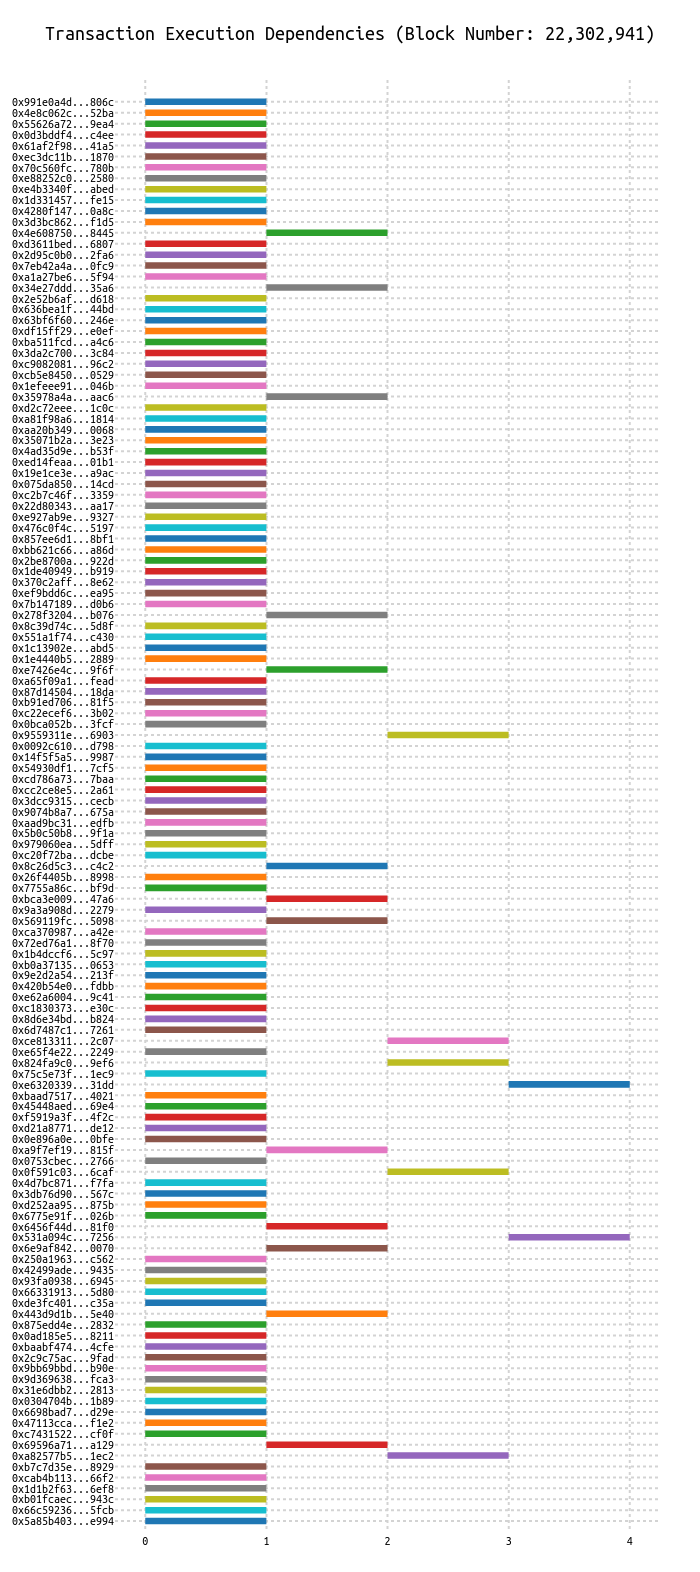 Transaction Execution Dependencies (Block Number: 22,302,941)
0x991e0a4d...806c
0x4e8c062c...52ba
0x55626a72...9ea4
0x0d3bddf4...c4ee
0x61af2f98...41a5
0xec3dc11b...1870
0x70c560fc...780b
0xe88252c0...2580
0xe4b3340f...abed
0x1d331457...fe15
0x4280f147...0a8c
0x3d3bc862...f1d5
0x4e608750...8445
0xd3611bed...6807
0x2d95c0b0...2fa6
0x7eb42a4a...0fc9
0xa1a27be6...5f94
0x34e27ddd...35a6
0x2e52b6af...d618
0x636bea1f...44bd
0x63bf6f60...246e
0xdf15ff29...e0ef
0xba511fcd...a4c6
0x3da2c700...3c84
0xc9082081...96c2
0xcb5e8450...0529
0x1efeee91...046b
0x35978a4a...aac6
0xd2c72eee...1c0c
0xa81f98a6...1814
0xaa20b349...0068
0x35071b2a...3e23
0x4ad35d9e...b53f
0xed14feaa...01b1
0x19e1ce3e...a9ac
0x075da850...14cd
0xc2b7c46f...3359
0x22d80343...aa17
0xe927ab9e...9327
0x476c0f4c...5197
0x857ee6d1...8bf1
0xbb621c66...a86d
0x2be8700a...922d
0x1de40949...b919
0x370c2aff...8e62
0xef9bdd6c...ea95
0x7b147189...d0b6
0x278f3204...b076
0x8c39d74c...5d8f
0x551a1f74...c430
0x1c13902e...abd5
0x1e4440b5...2889
0xe7426e4c...9f6f
0xa65f09a1...fead
0x87d14504...18da
0xb91ed706...81f5
0xc22ecef6...3b02
0x0bca052b...3fcf
0x9559311e...6903
0x0092c610...d798
0x14f5f5a5...9987
0x54930df1...7cf5
0xcd786a73...7baa
0xcc2ce8e5...2a61
0x3dcc9315...cecb
0x9074b8a7...675a
0xaad9bc31...edfb
0x5b0c50b8...9f1a
0x979060ea...5dff
0xc20f72ba...dcbe
0x8c26d5c3...c4c2
0x26f4405b...8998
0x7755a86c...bf9d
0xbca3e009...47a6
0x9a3a908d...2279
0x569119fc...5098
0xca370987...a42e
0x72ed76a1...8f70
0x1b4dccf6...5c97
0xb0a37135...0653
0x9e2d2a54...213f
0x420b54e0...fdbb
0xe62a6004...9c41
0xc1830373...e30c
0x8d6e34bd...b824
0x6d7487c1...7261
0xce813311...2c07
0xe65f4e22...2249
0x824fa9c0...9ef6
0x75c5e73f...1ec9
0xe6320339...31dd
0xbaad7517...4021
0x45448aed...69e4
0xf5919a3f...4f2c
0xd21a8771...de12
0x0e896a0e...0bfe
0xa9f7ef19...815f
0x0753cbec...2766
0x0f591c03...6caf
0x4d7bc871...f7fa
0x3db76d90...567c
0xd252aa95...875b
0x6775e91f...026b
0x6456f44d...81f0
0x531a094c...7256
0x6e9af842...0070
0x250a1963...c562
0x42499ade...9435
0x93fa0938...6945
0x66331913...5d80
0xde3fc401...c35a
0x443d9d1b...5e40
0x875edd4e...2832
0x0ad185e5...8211
0xbaabf474...4cfe
0x2c9c75ac...9fad
0x9bb69bbd...b90e
0x9d369638...fca3
0x31e6dbb2...2813
0x0304704b...1b89
0x6698bad7...d29e
0x47113cca...f1e2
0xc7431522...cf0f
0x69596a71...a129
0xa82577b5...1ec2
0xb7c7d35e...8929
0xcab4b113...66f2
0x1d1b2f63...6ef8
0xb01fcaec...943c
0x66c59236...5fcb
0x5a85b403...e994
0 1 2 3 4